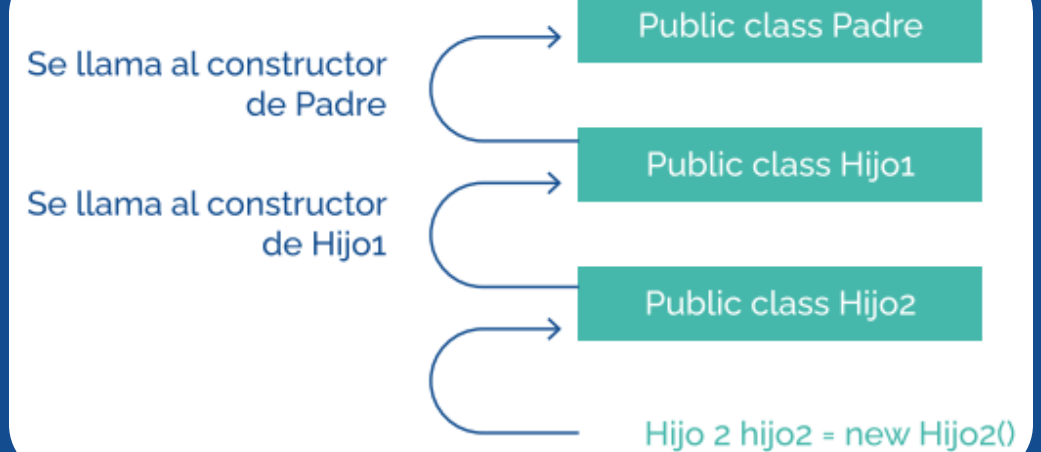 Public class Padre
Se llama al constructor
de Padre
Public class Hijo1
Se llama al constructor
de Hijo1
Public class Hijo2
Hijo 2 hijo2 = new Hijo2()